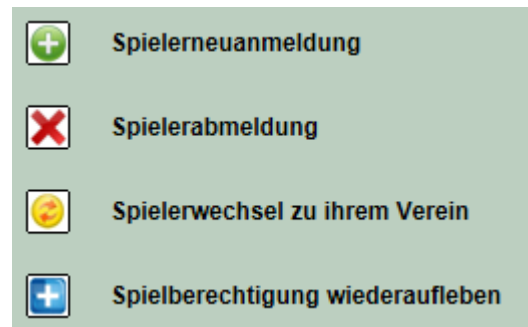 Spielerneuanmeldung
Spielerabmeldung
Spielerwechsel zu ihrem Verein
Spielberechtigung wiederaufleben